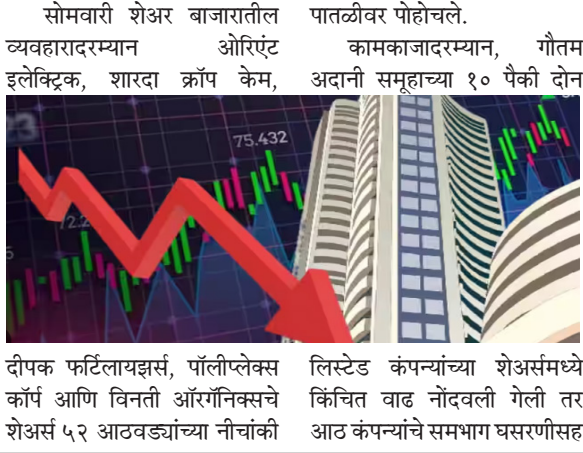 सोमवारी शेअर बाजारातील
व्यवहारादरम्यान ओरिएंट
इलेक्ट्रिक, शारदा क्रॉप केम,
दीपक फर्टिलायझर्स, पॉलीप्लेक्स
कॉर्प आणि विनती ऑरगॅनिक्सचे
शेअर्स ५२ आठवड्यांच्या नीचांकी
पातळीवर पोहोचले.
कामकाजादरम्यान, गौतम
अदानी समूहाच्या १० पैकी दोन
लिस्टेड कंपन्यांच्या शेअर्समध्ये
किंचित वाढ नोंदवली गेली तर
आठ कंपन्यांचे समभाग घसरणीसह
75.432